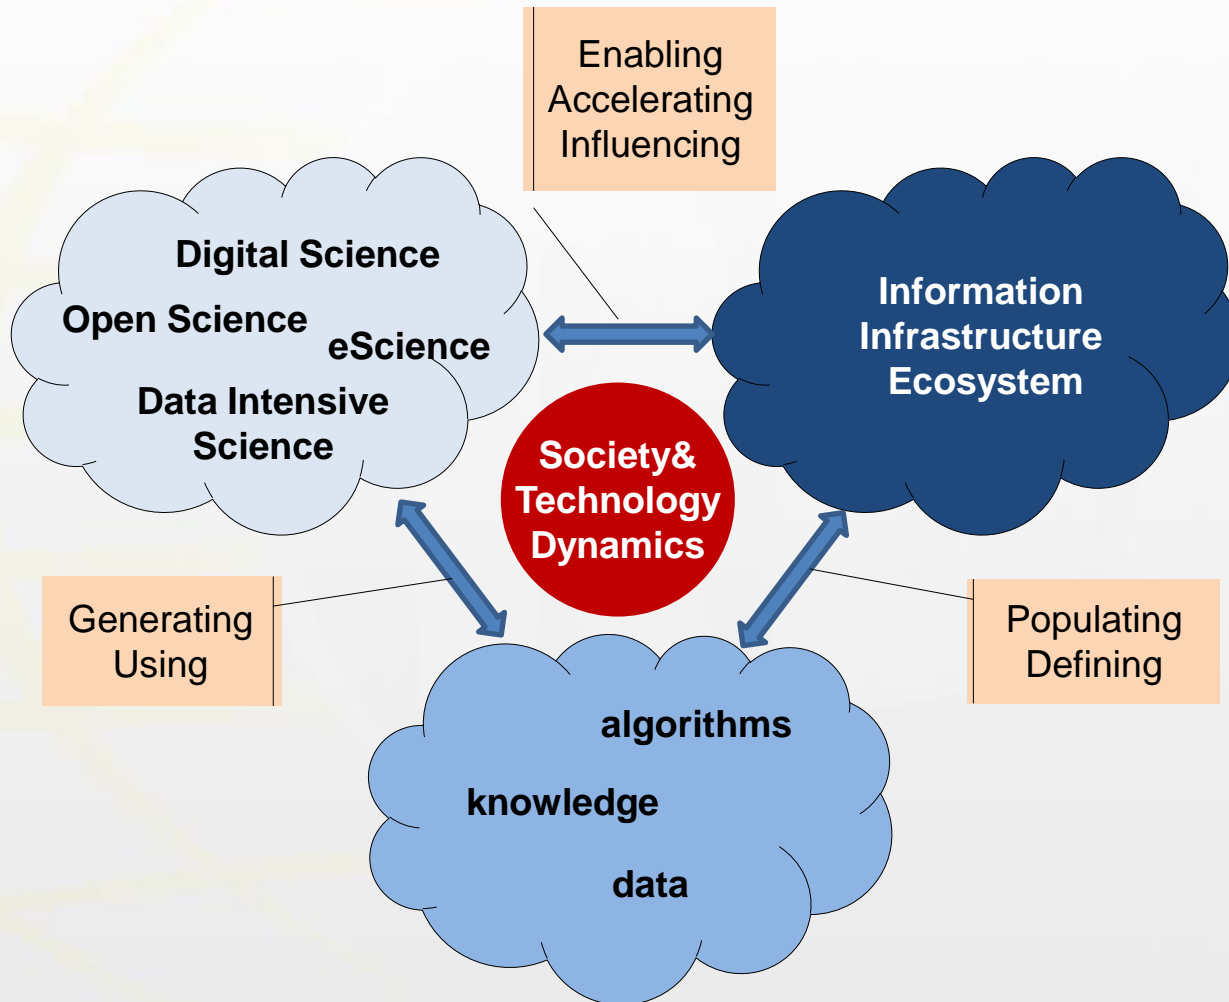 Enabling
Accelerating
Influencing
Digital Science
Open Science
eScience
Data Intensive
Science
Information
Infrastructure
Ecosystem
Society&
Technology
Dynamics
Generating
Using
Populating
Defining
algorithms
knowledge
data